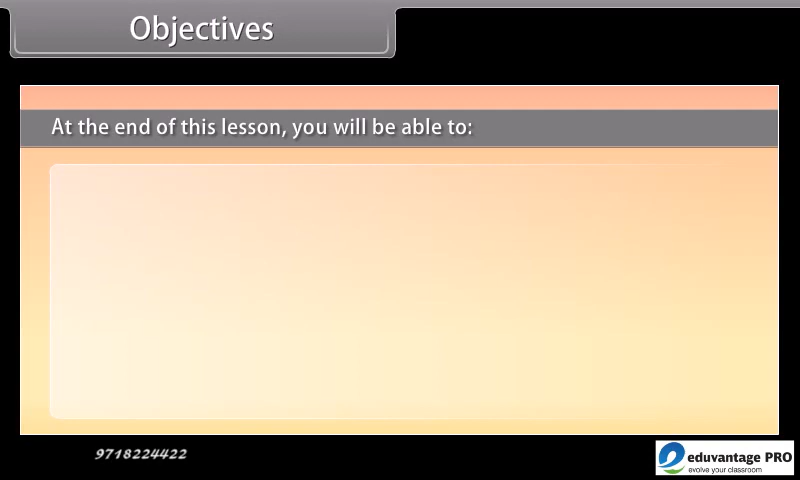 Objectives
At the end of this lesson, you will be able to:
9718224422
eduvantage PRO
evolve your classroom